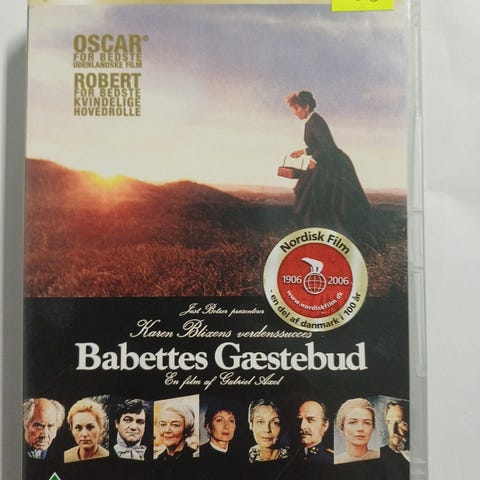 OSCAR®
FOR BEDSTE
UDENLANDSKE FILM
ROBERT
FOR BEDSTE
KVINDELIGE
HOVEDROLLE
Nordisk Film
1906 2006
www.nordiskfilm.dk
- en del af danmark i 100 år
Just Betzer præsenterer
Karen Blixens verdenssucces
Babettes Gæstebud
En film af Gabriel Axel